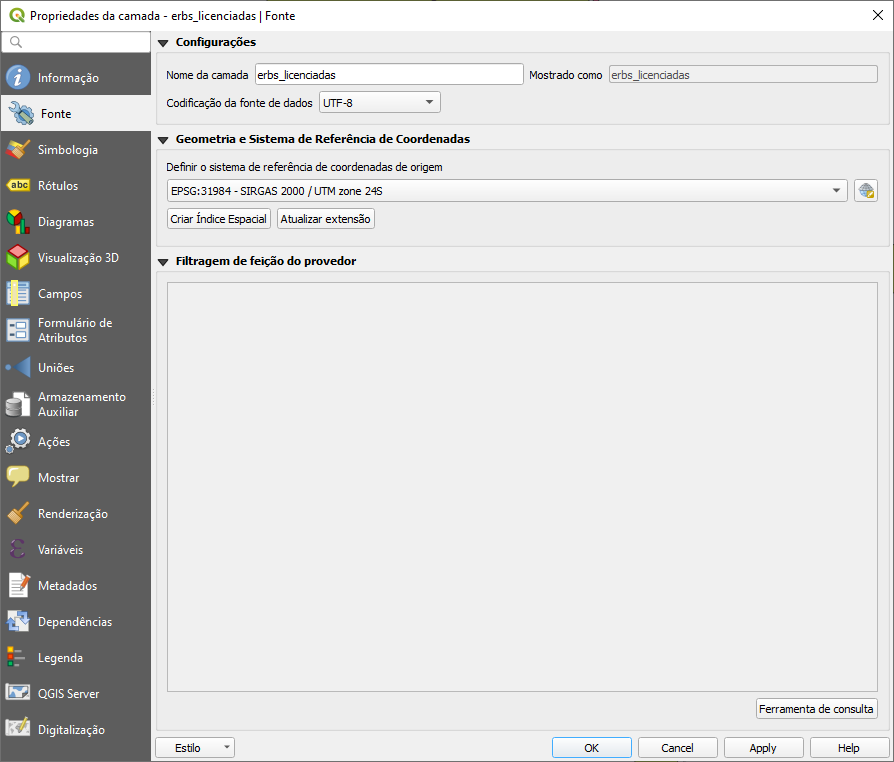 Propriedades da camada - erbs_licenciadas | Fonte
Informação
Fonte
Simbologia
abc
Rótulos
Diagramas
Visualização 3D
Campos
Formulário de
Atributos
Uniões
Armazenamento
Auxiliar
Ações
Mostrar
Renderização
Variáveis
Metadados
Dependências
Legenda
QGIS Server
Digitalização
Configurações
Nome da camada erbs_licenciadas Mostrado como erbs_licenciadas
Codificação da fonte de dados UTF-8
Geometria e Sistema de Referência de Coordenadas
Definir o sistema de referência de coordenadas de origem
EPSG:31984 - SIRGAS 2000 / UTM zone 24S
Criar Índice Espacial Atualizar extensão
Filtragem de feição do provedor
Ferramenta de consulta
Estilo OK Cancel Apply Help